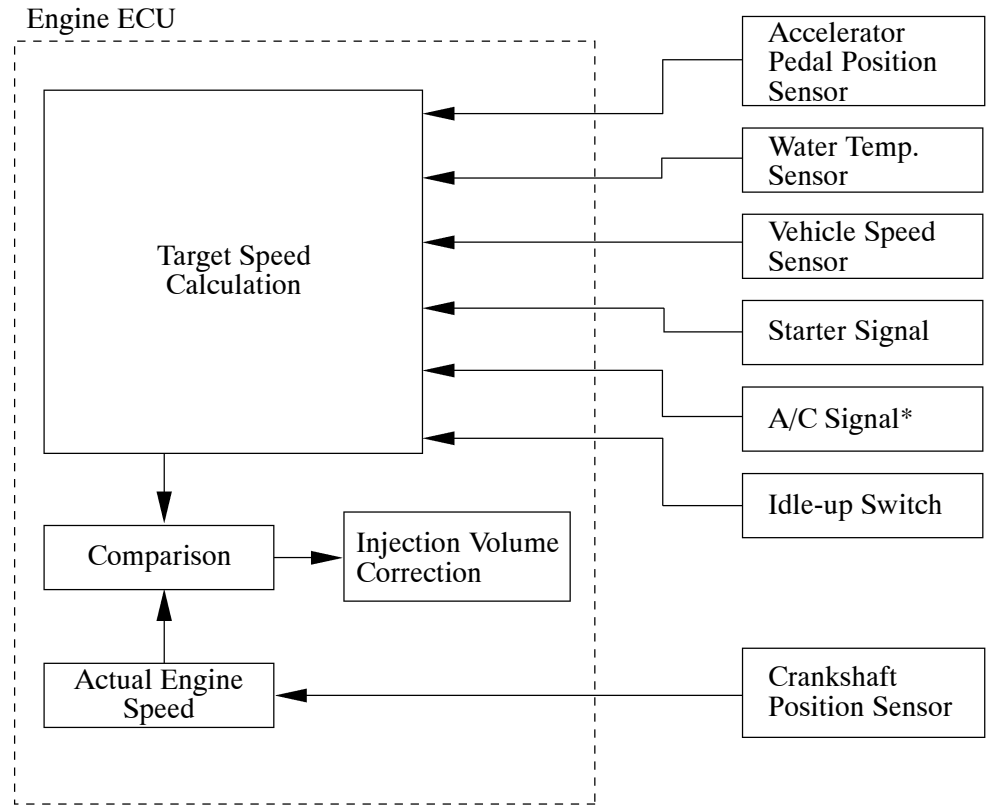 Engine ECU
Accelerator
Pedal Position
Sensor
Water Temp.
Sensor
Vehicle Speed
Sensor
Target Speed
Calculation
Starter Signal
A/C Signal*
Idle-up Switch
Comparison
Injection Volume
Correction
Actual Engine
Speed
Crankshaft
Position Sensor